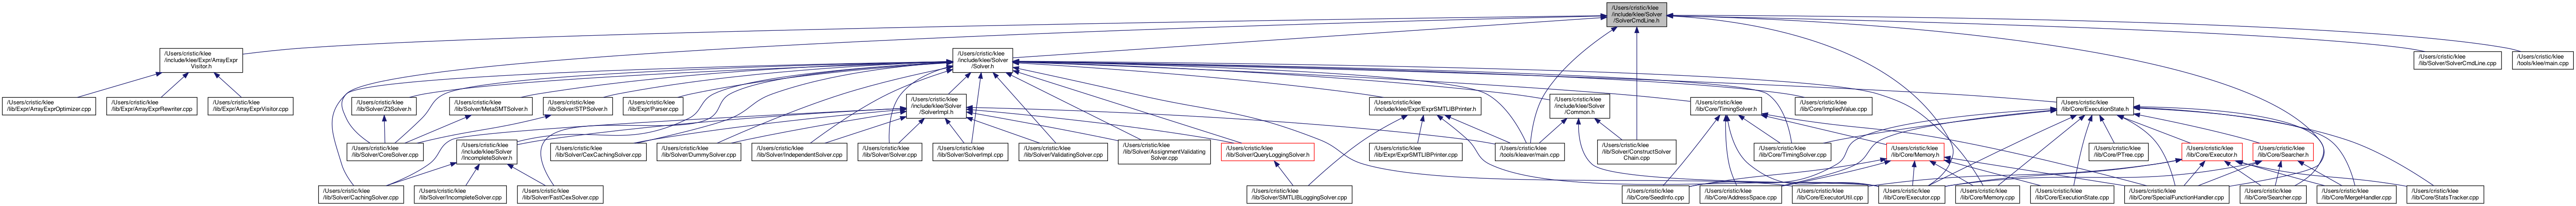 /Users/cristic/klee
/include/klee/Solver
/SolverCmdLine.h
/Users/cristic/klee
/include/klee/Expr/ArrayExpr
Visitor.h
/Users/cristic/klee
/include/klee/Solver
/Solver.h
/Users/cristic/klee
/lib/Solver/SolverCmdLine.cpp
/Users/cristic/klee
/tools/klee/main.cpp
/Users/cristic/klee
/lib/Expr/ArrayExprOptimizer.cpp
/Users/cristic/klee
/lib/Expr/ArrayExprRewriter.cpp
/Users/cristic/klee
/lib/Expr/ArrayExprVisitor.cpp
/Users/cristic/klee
/lib/Solver/Z3Solver.h
/Users/cristic/klee
/lib/Solver/MetaSMTSolver.h
/Users/cristic/klee
/lib/Solver/STPSolver.h
/Users/cristic/klee
/lib/Expr/Parser.cpp
/Users/cristic/klee
/include/klee/Solver
/SolverImpl.h
/Users/cristic/klee
/include/klee/Expr/ExprSMTLIBPrinter.h
/Users/cristic/klee
/include/klee/Solver
/Common.h
/Users/cristic/klee
/lib/Core/TimingSolver.h
/Users/cristic/klee
/lib/Core/ImpliedValue.cpp
/Users/cristic/klee
/lib/Core/ExecutionState.h
/Users/cristic/klee
/lib/Solver/CoreSolver.cpp
/Users/cristic/klee
/include/klee/Solver
/IncompleteSolver.h
/Users/cristic/klee
/lib/Solver/CexCachingSolver.cpp
/Users/cristic/klee
/lib/Solver/DummySolver.cpp
/Users/cristic/klee
/lib/Solver/IndependentSolver.cpp
/Users/cristic/klee
/lib/Solver/Solver.cpp
/Users/cristic/klee
/lib/Solver/SolverImpl.cpp
/Users/cristic/klee
/lib/Solver/ValidatingSolver.cpp
/Users/cristic/klee
/lib/Solver/AssignmentValidating
Solver.cpp
/Users/cristic/klee
/lib/Solver/QueryLoggingSolver.h
/Users/cristic/klee
/lib/Expr/ExprSMTLIBPrinter.cpp
/Users/cristic/klee
/tools/kleaver/main.cpp
/Users/cristic/klee
/lib/Solver/ConstructSolver
Chain.cpp
/Users/cristic/klee
/lib/Core/TimingSolver.cpp
/Users/cristic/klee
/lib/Core/Memory.h
/Users/cristic/klee
/lib/Core/PTree.cpp
/Users/cristic/klee
/lib/Core/Executor.h
/Users/cristic/klee
/lib/Core/Searcher.h
/Users/cristic/klee
/lib/Solver/CachingSolver.cpp
/Users/cristic/klee
/lib/Solver/IncompleteSolver.cpp
/Users/cristic/klee
/lib/Solver/FastCexSolver.cpp
/Users/cristic/klee
/lib/Solver/SMTLIBLoggingSolver.cpp
/Users/cristic/klee
/lib/Core/SeedInfo.cpp
/Users/cristic/klee
/lib/Core/AddressSpace.cpp
/Users/cristic/klee
/lib/Core/ExecutorUtil.cpp
/Users/cristic/klee
/lib/Core/Executor.cpp
/Users/cristic/klee
/lib/Core/Memory.cpp
/Users/cristic/klee
/lib/Core/ExecutionState.cpp
/Users/cristic/klee
/lib/Core/SpecialFunctionHandler.cpp
/Users/cristic/klee
/lib/Core/Searcher.cpp
/Users/cristic/klee
/lib/Core/MergeHandler.cpp
/Users/cristic/klee
/lib/Core/StatsTracker.cpp